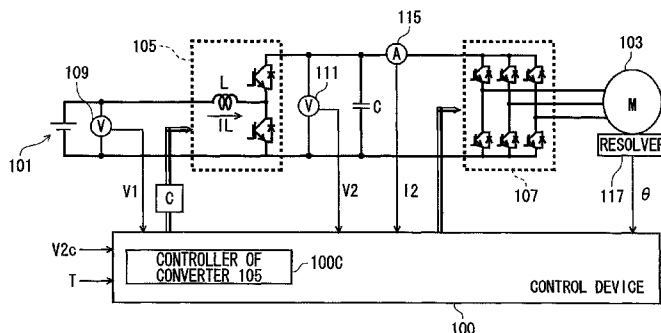 115
105
103
109
L
111
A
V
IL
V
C
M
101
RESOLVER
107
117
V1
V2
I2
θ
C
V2c
CONTROLLER OF
CONVERTER 105
100C
T
CONTROL DEVICE
100